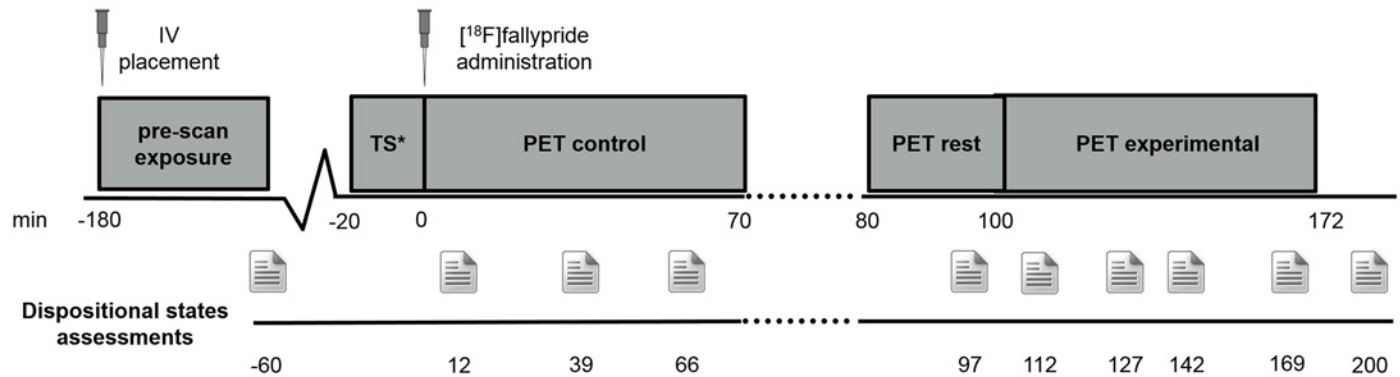 IV
placement
[¹⁸F]fallypride
administration
pre-scan
exposure
TS*
PET control
PET rest
PET experimental
min
-180
-20
0
70
80
100
172
Dispositional states
assessments
-60
12
39
66
97
112
127
142
169
200